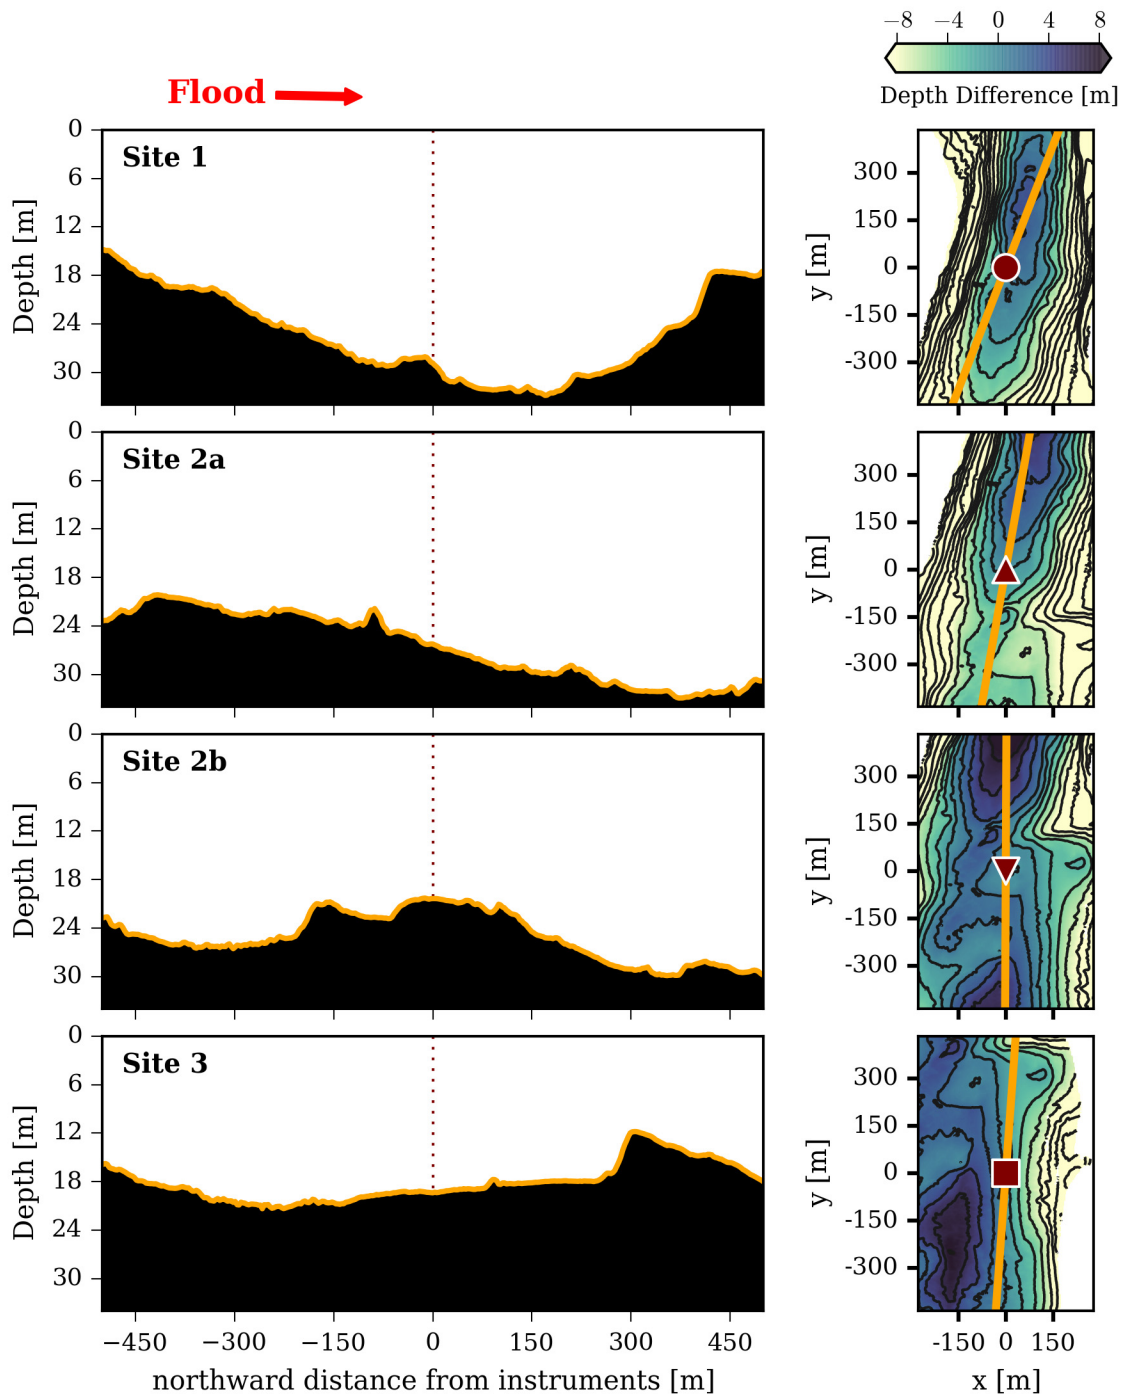 −8 −4 0 4 8
Depth Difference [m]
Flood
Site 1
0
6
12
18
24
30
Depth [m]
300
150
0
-150
-300
y [m]
Site 2a
0
6
12
18
24
30
Depth [m]
300
150
0
-150
-300
y [m]
Site 2b
0
6
12
18
24
30
Depth [m]
300
150
0
-150
-300
y [m]
Site 3
0
6
12
18
24
30
Depth [m]
300
150
0
-150
-300
y [m]
−450 −300 −150 0 150 300 450
northward distance from instruments [m]
-150 0 150
x [m]